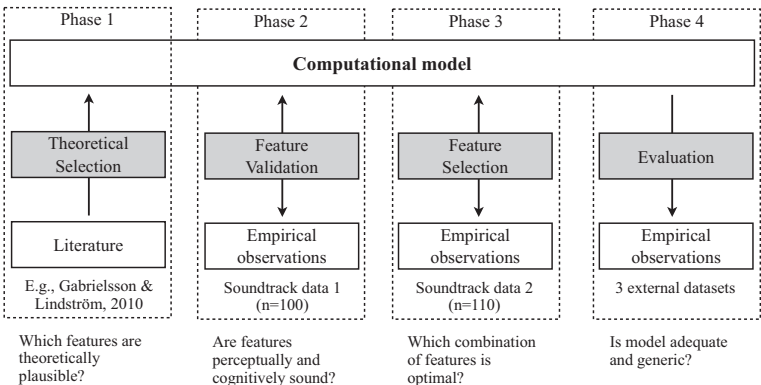 Phase 1
Phase 2
Phase 3
Phase 4
Computational model
Theoretical
Selection
Feature
Validation
Feature
Selection
Evaluation
Literature
Empirical
observations
Empirical
observations
Empirical
observations
E.g., Gabrielsson &
Lindström, 2010
Soundtrack data 1
(n=100)
Soundtrack data 2
(n=110)
3 external datasets
Which features are
theoretically
plausible?
Are features
perceptually and
cognitively sound?
Which combination
of features is
optimal?
Is model adequate
and generic?